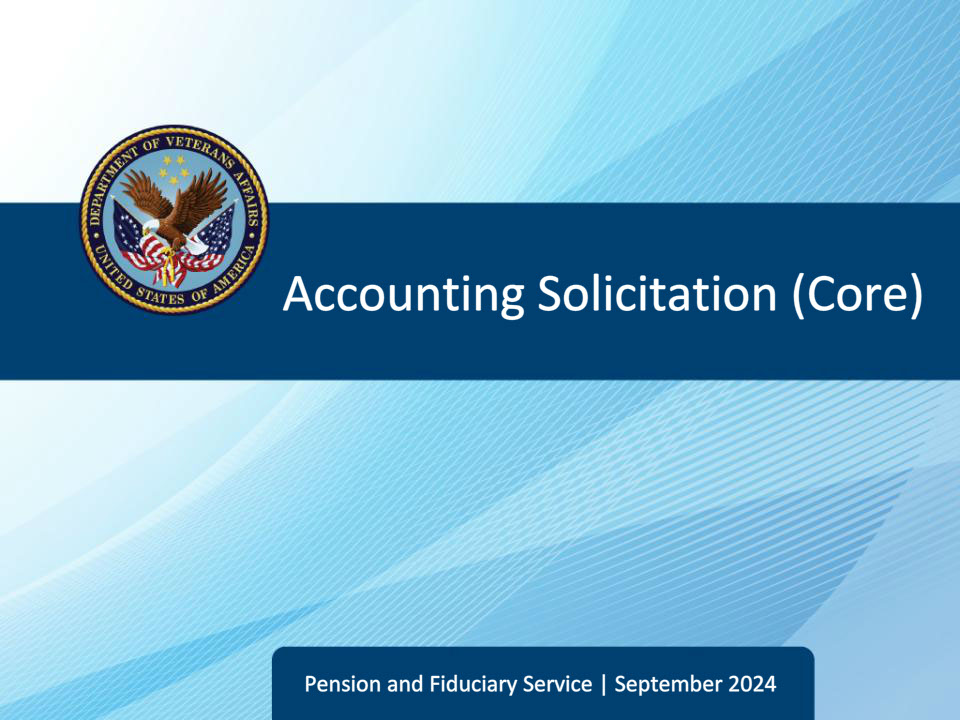 DEPARTMENT OF VETERANS AFFAIRS
UNITED STATES OF AMERICA
Accounting Solicitation (Core)
Pension and Fiduciary Service | September 2024